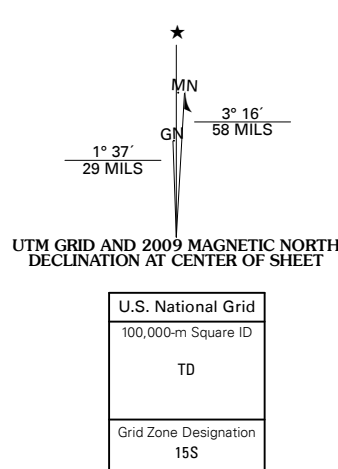 ★
MN
3° 16´
58 MILS
GN
1° 37´
29 MILS
UTM GRID AND 2009 MAGNETIC NORTH
DECLINATION AT CENTER OF SHEET
U.S. National Grid
100,000-m Square ID
TD
Grid Zone Designation
15S